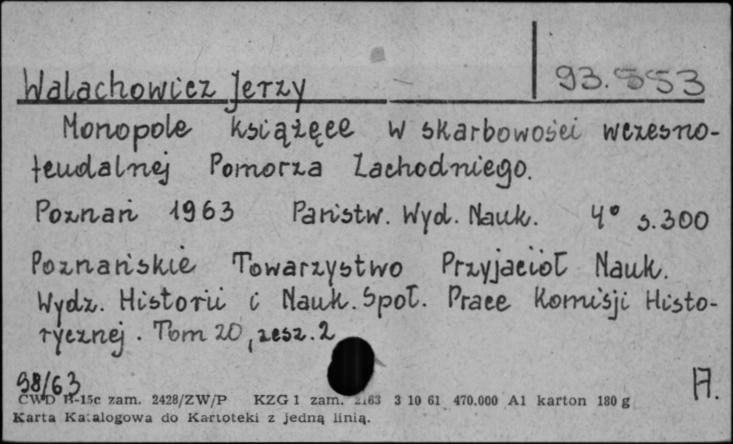 Walachowicz Jerzy
93.553
Monopole książęce w skarbowości wczesno-
feudalnej Pomorza Zachodniego.
Poznań 1963 Państw. Wyd. Nauk. 4° s.300
Poznańskie Towarzystwo Przyjaciół Nauk.
Wydz. Historii i Nauk. Społ. Prace Komisji Histo-
rycznej. Tom 20, zesz. 2
98/63
A.
CWD B-15c zam. 2428/ZW/P KZG 1 zam. 2163 3 10 61 470.000 A1 karton 180 g
Karta Katalogowa do Kartoteki z jedną linią.